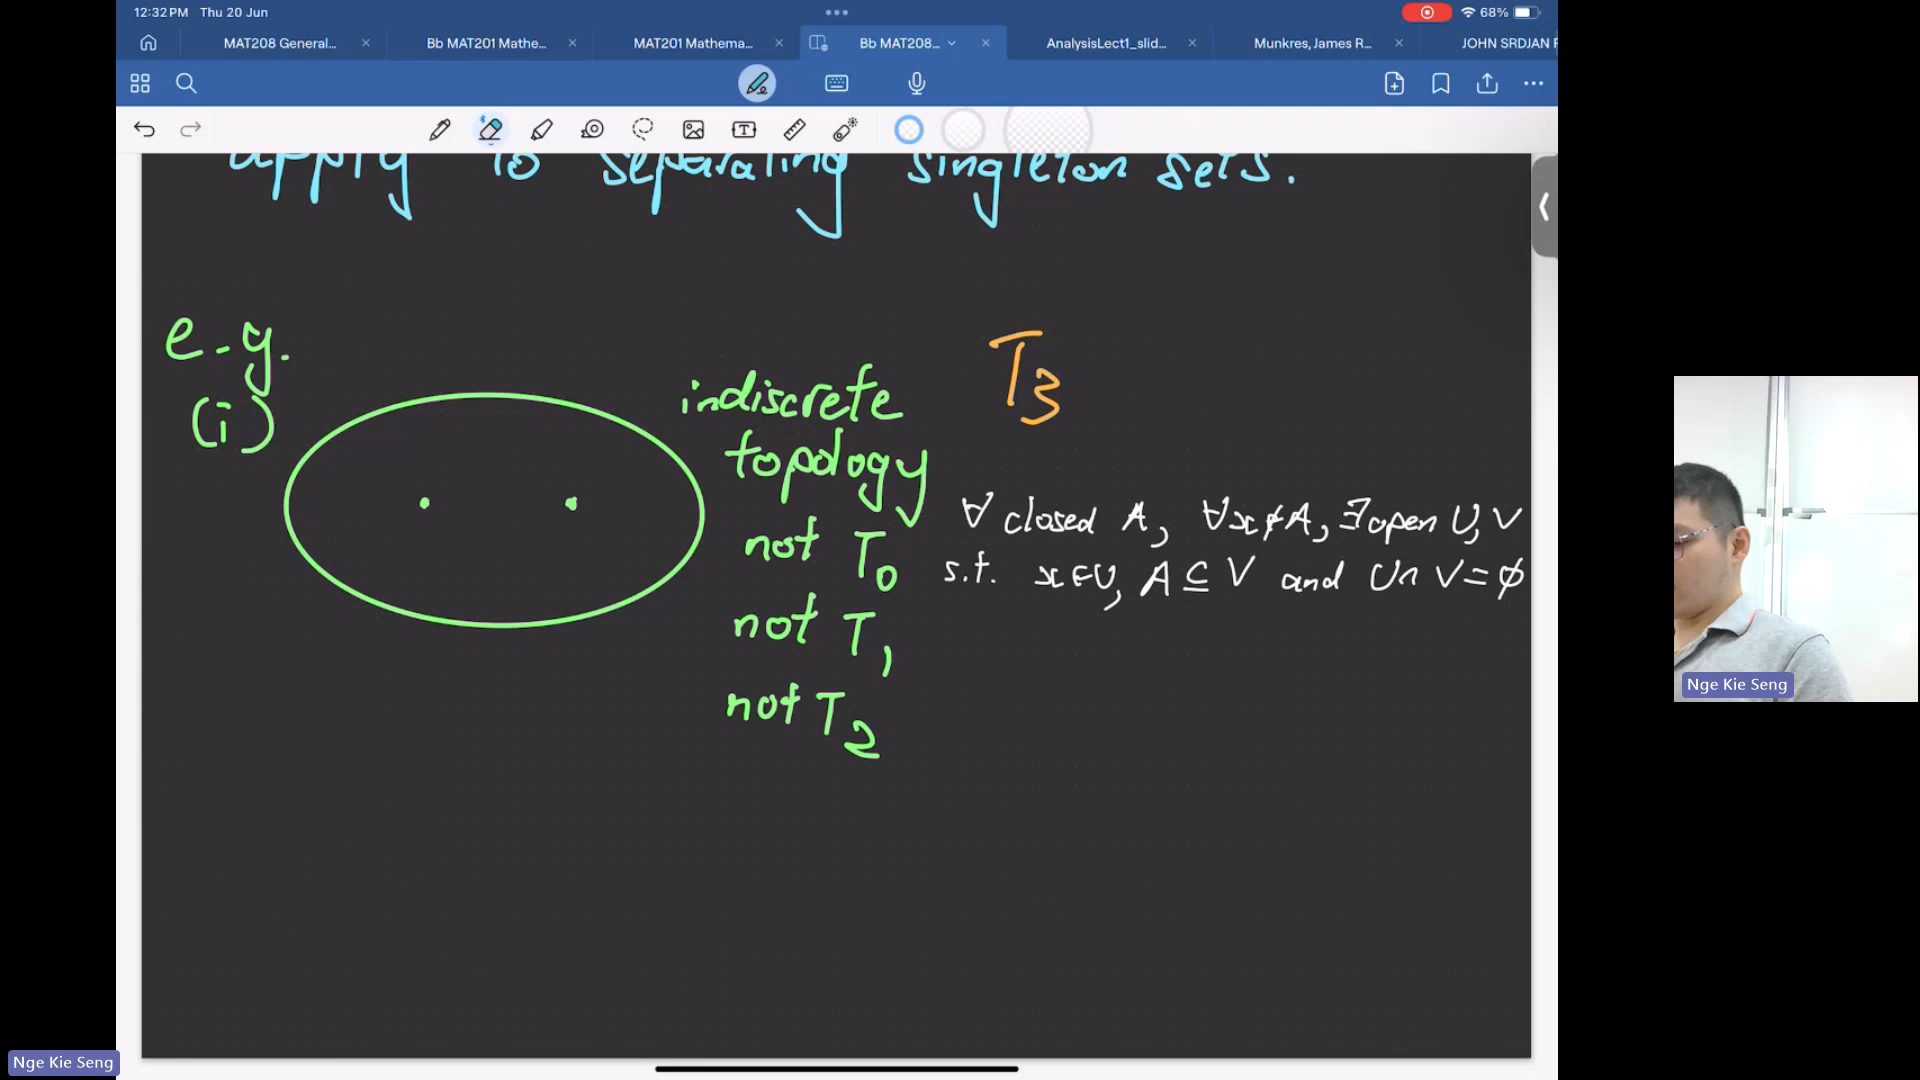 12:32 PM Thu 20 Jun
68%
MAT208 General...
Bb MAT201 Mathe...
MAT201 Mathema...
Bb MAT208...
AnalysisLect1_slid...
Munkres, James R...
JOHN SRDJAN
apply to separating singleton sets.
e.g.
(i)
indiscrete
topology
not T₀
not T₁
not T₂
T₃
∀ closed A, ∀x∉A, ∃open U,V
s.t. x∈U, A ⊆ V and U∩V=∅
Nge Kie Seng
Nge Kie Seng